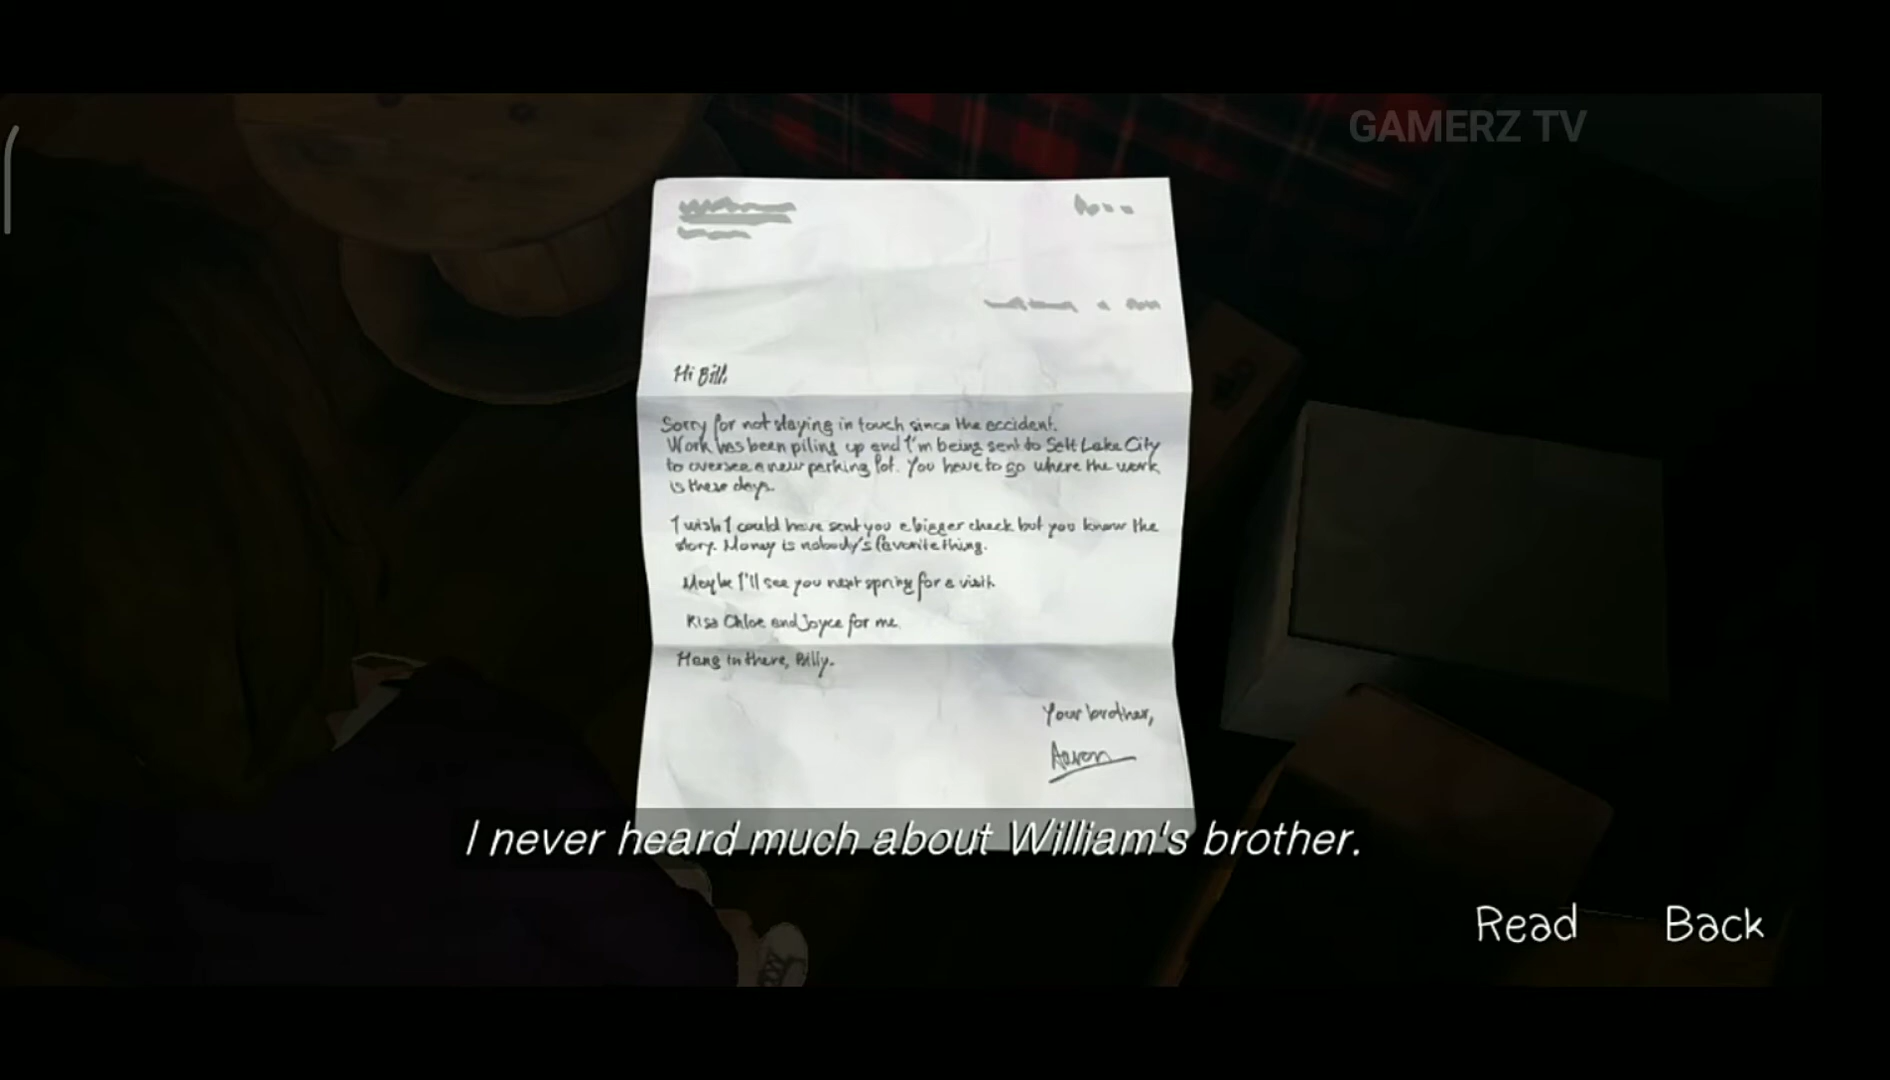 GAMERZ TV
Hi Bill,
Sorry for not staying in touch since the accident.
Work has been piling up and I'm being sent to Salt Lake City
to oversee a new parking lot. You have to go where the work
is these days.
I wish I could have sent you a bigger check but you know the
story. Money is nobody's favorite thing.
Maybe I'll see you next spring for a visit.
Kiss Chloe and Joyce for me.
Hang in there, Billy.
Your brother,
Aaron
I never heard much about William's brother.
Read Back